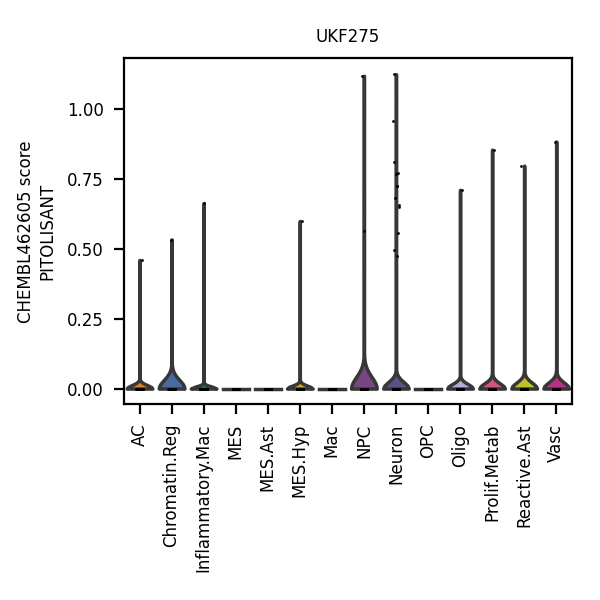 UKF275
CHEMBL462605 score
PITOLISANT
1.00
0.75
0.50
0.25
0.00
AC
Chromatin.Reg
Inflammatory.Mac
MES
MES.Ast
MES.Hyp
Mac
NPC
Neuron
OPC
Oligo
Prolif.Metab
Reactive.Ast
Vasc